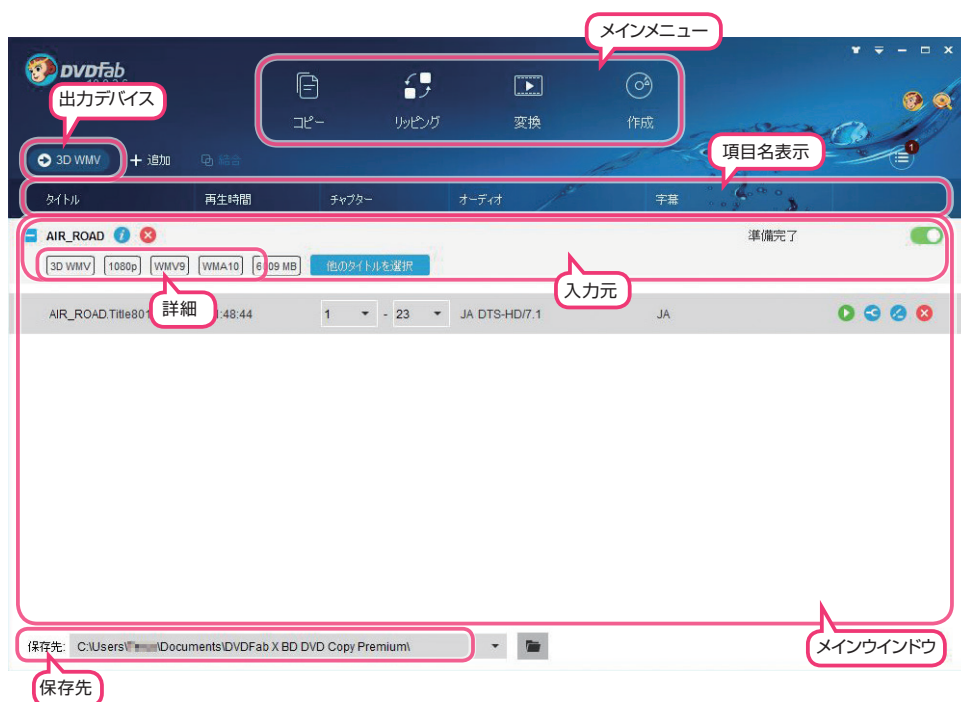 メインメニュー
DVDFab
出力デバイス
コピー
リッピング
変換
作成
項目名表示
3D WMV
追加
結合
1
タイトル
再生時間
チャプター
オーディオ
字幕
AIR_ROAD
準備完了
3D WMV
1080p
WMV9
WMA10
09 MB
他のタイトルを選択
入力元
詳細
AIR_ROAD.Title801
:48:44
1
-
23
JA DTS-HD/7.1
JA
メインウインドウ
保存先:
C:\Users\
\Documents\DVDFab X BD DVD Copy Premium\
保存先